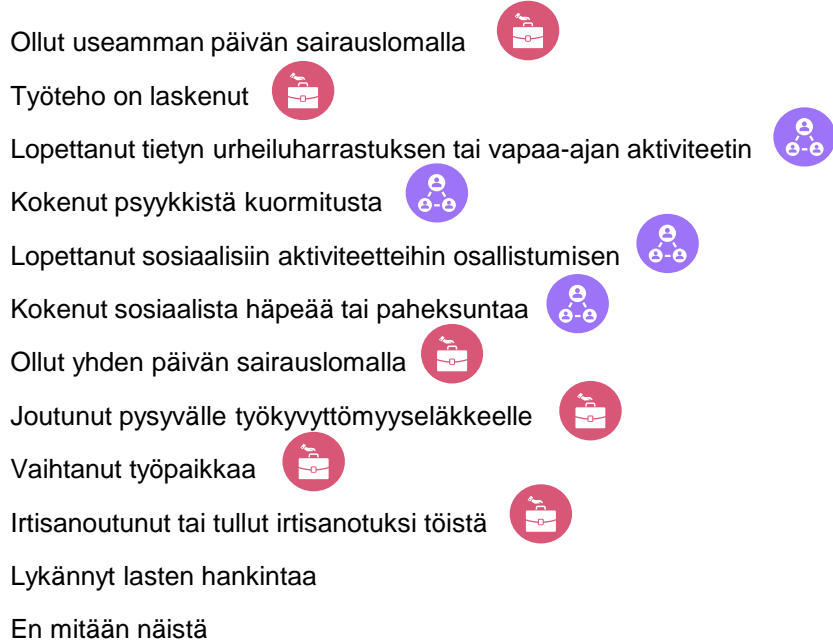 Ollut useamman päivän sairauslomalla
Työteho on laskenut
Lopettanut tietyn urheiluharrastuksen tai vapaa-ajan aktiviteetin
Kokenut psyykkistä kuormitusta
Lopettanut sosiaalisiin aktiviteetteihin osallistumisen
Kokenut sosiaalista häpeää tai paheksuntaa
Ollut yhden päivän sairauslomalla
Joutunut pysyvälle työkyvyttömyyseläkkeelle
Vaihtanut työpaikkaa
Irtisanoutunut tai tullut irtisanotuksi töistä
Lykännyt lasten hankintaa
En mitään näistä